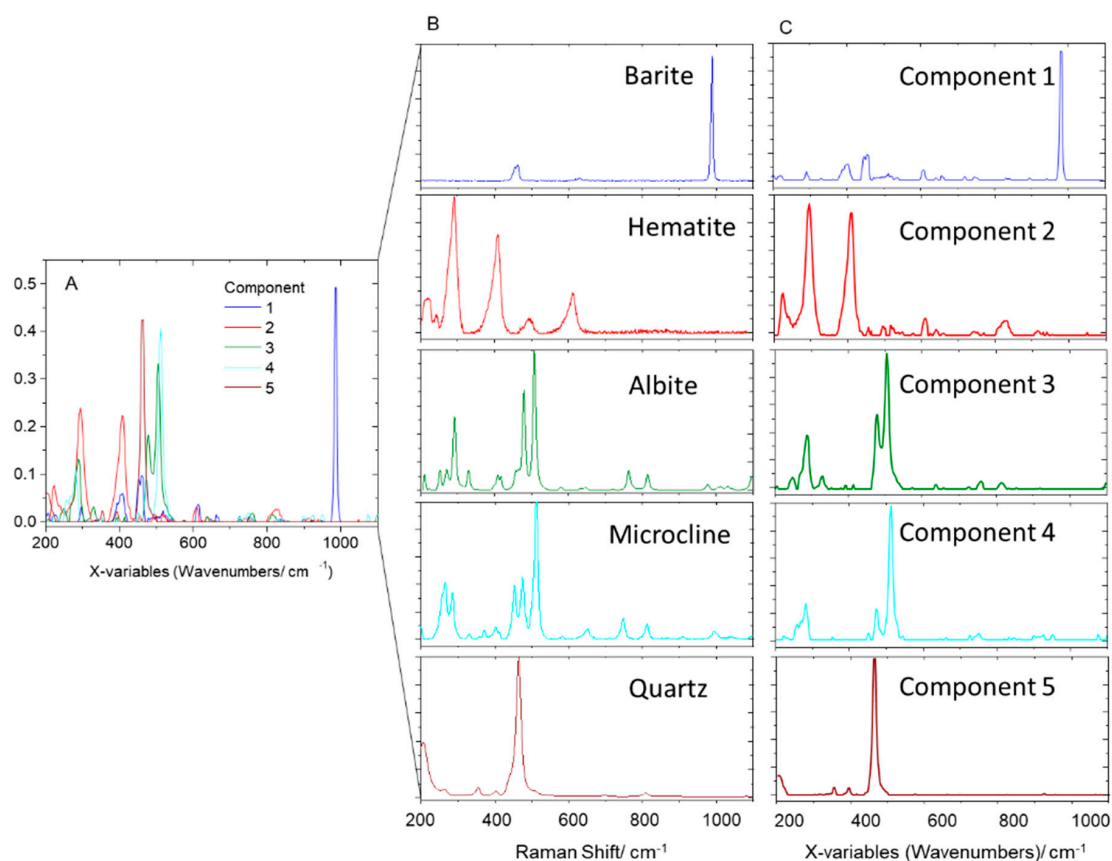 A
0.5
0.4
0.3
0.2
0.1
0.0
Component
1
2
3
4
5
200 400 600 800 1000
X-variables (Wavenumbers/ cm -1)
B
Barite
Hematite
Albite
Microcline
Quartz
200 400 600 800 1000
Raman Shift/ cm-1
C
Component 1
Component 2
Component 3
Component 4
Component 5
200 400 600 800 1000
X-variables (Wavenumbers)/ cm-1